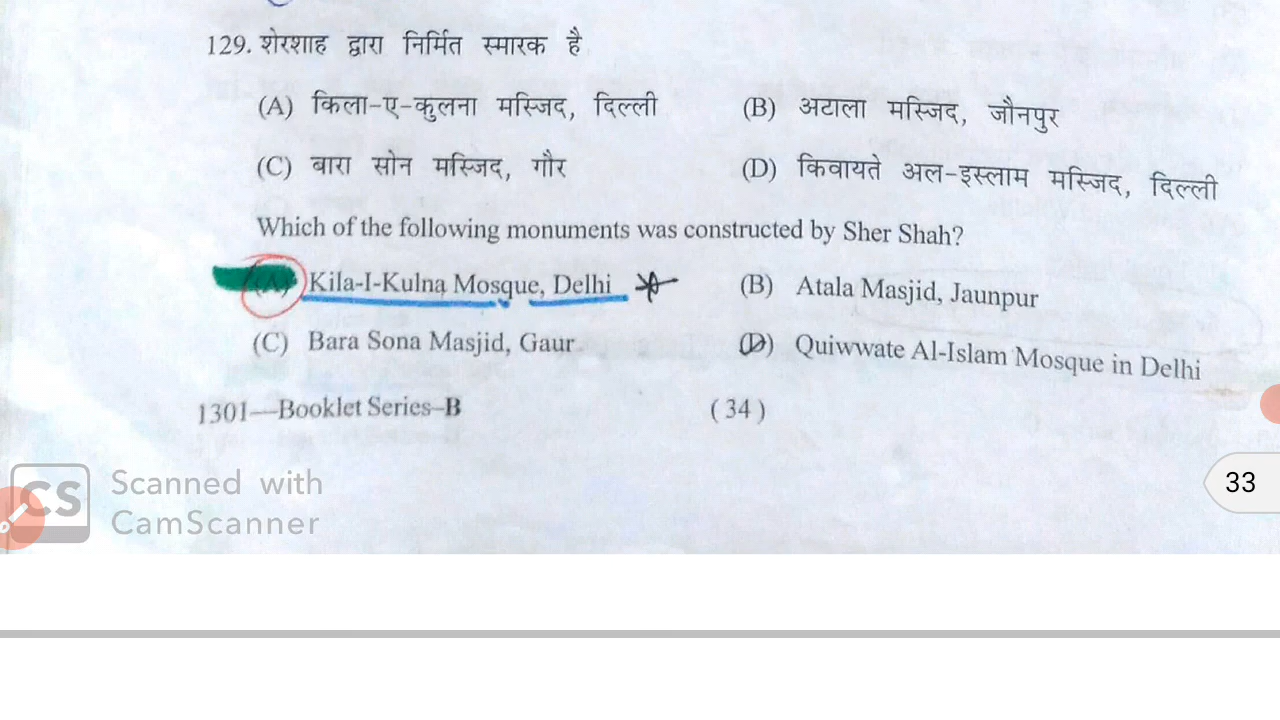 129. शेरशाह द्वारा निर्मित स्मारक है
(A) किला-ए-कुलना मस्जिद, दिल्ली (B) अटाला मस्जिद, जौनपुर
(C) बारा सोन मस्जिद, गौर (D) किवायते अल-इस्लाम मस्जिद, दिल्ली
Which of the following monuments was constructed by Sher Shah?
(A) Kila-I-Kulna Mosque, Delhi (B) Atala Masjid, Jaunpur
(C) Bara Sona Masjid, Gaur (D) Quiwwate Al-Islam Mosque in Delhi
1301—Booklet Series–B (34)
33
CS Scanned with
CamScanner